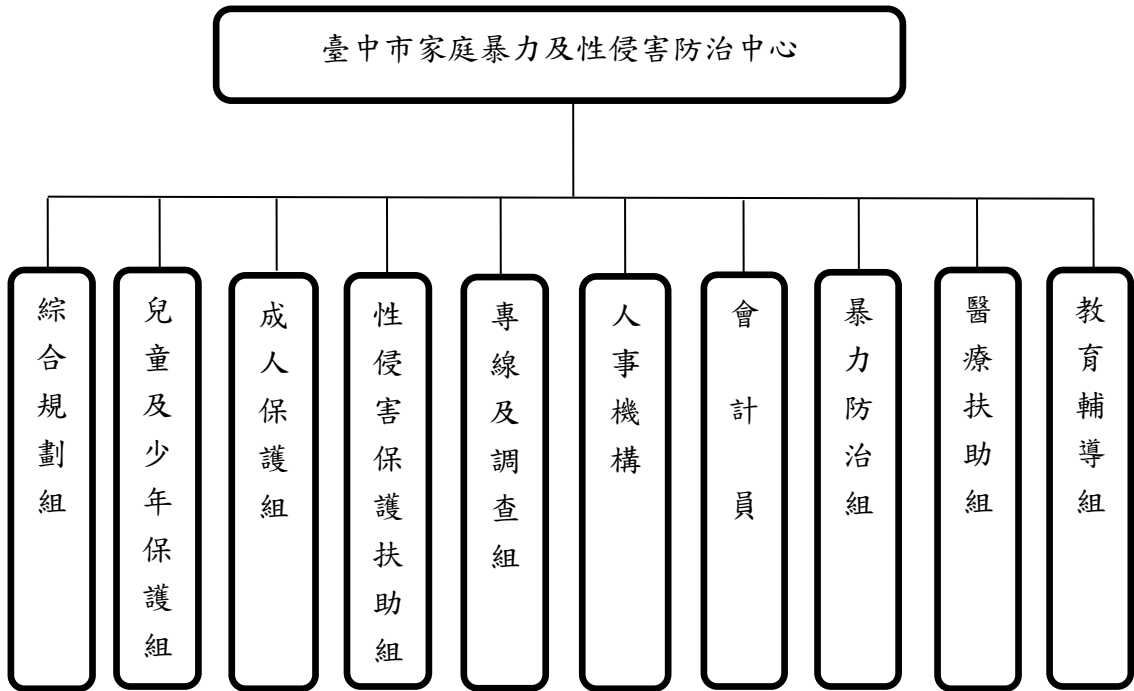 臺中市家庭暴力及性侵害防治中心
綜合規劃組
兒童及少年保護組
成人保護組
性侵害保護扶助組
專線及調查組
人事機構
會計員
暴力防治組
醫療扶助組
教育輔導組